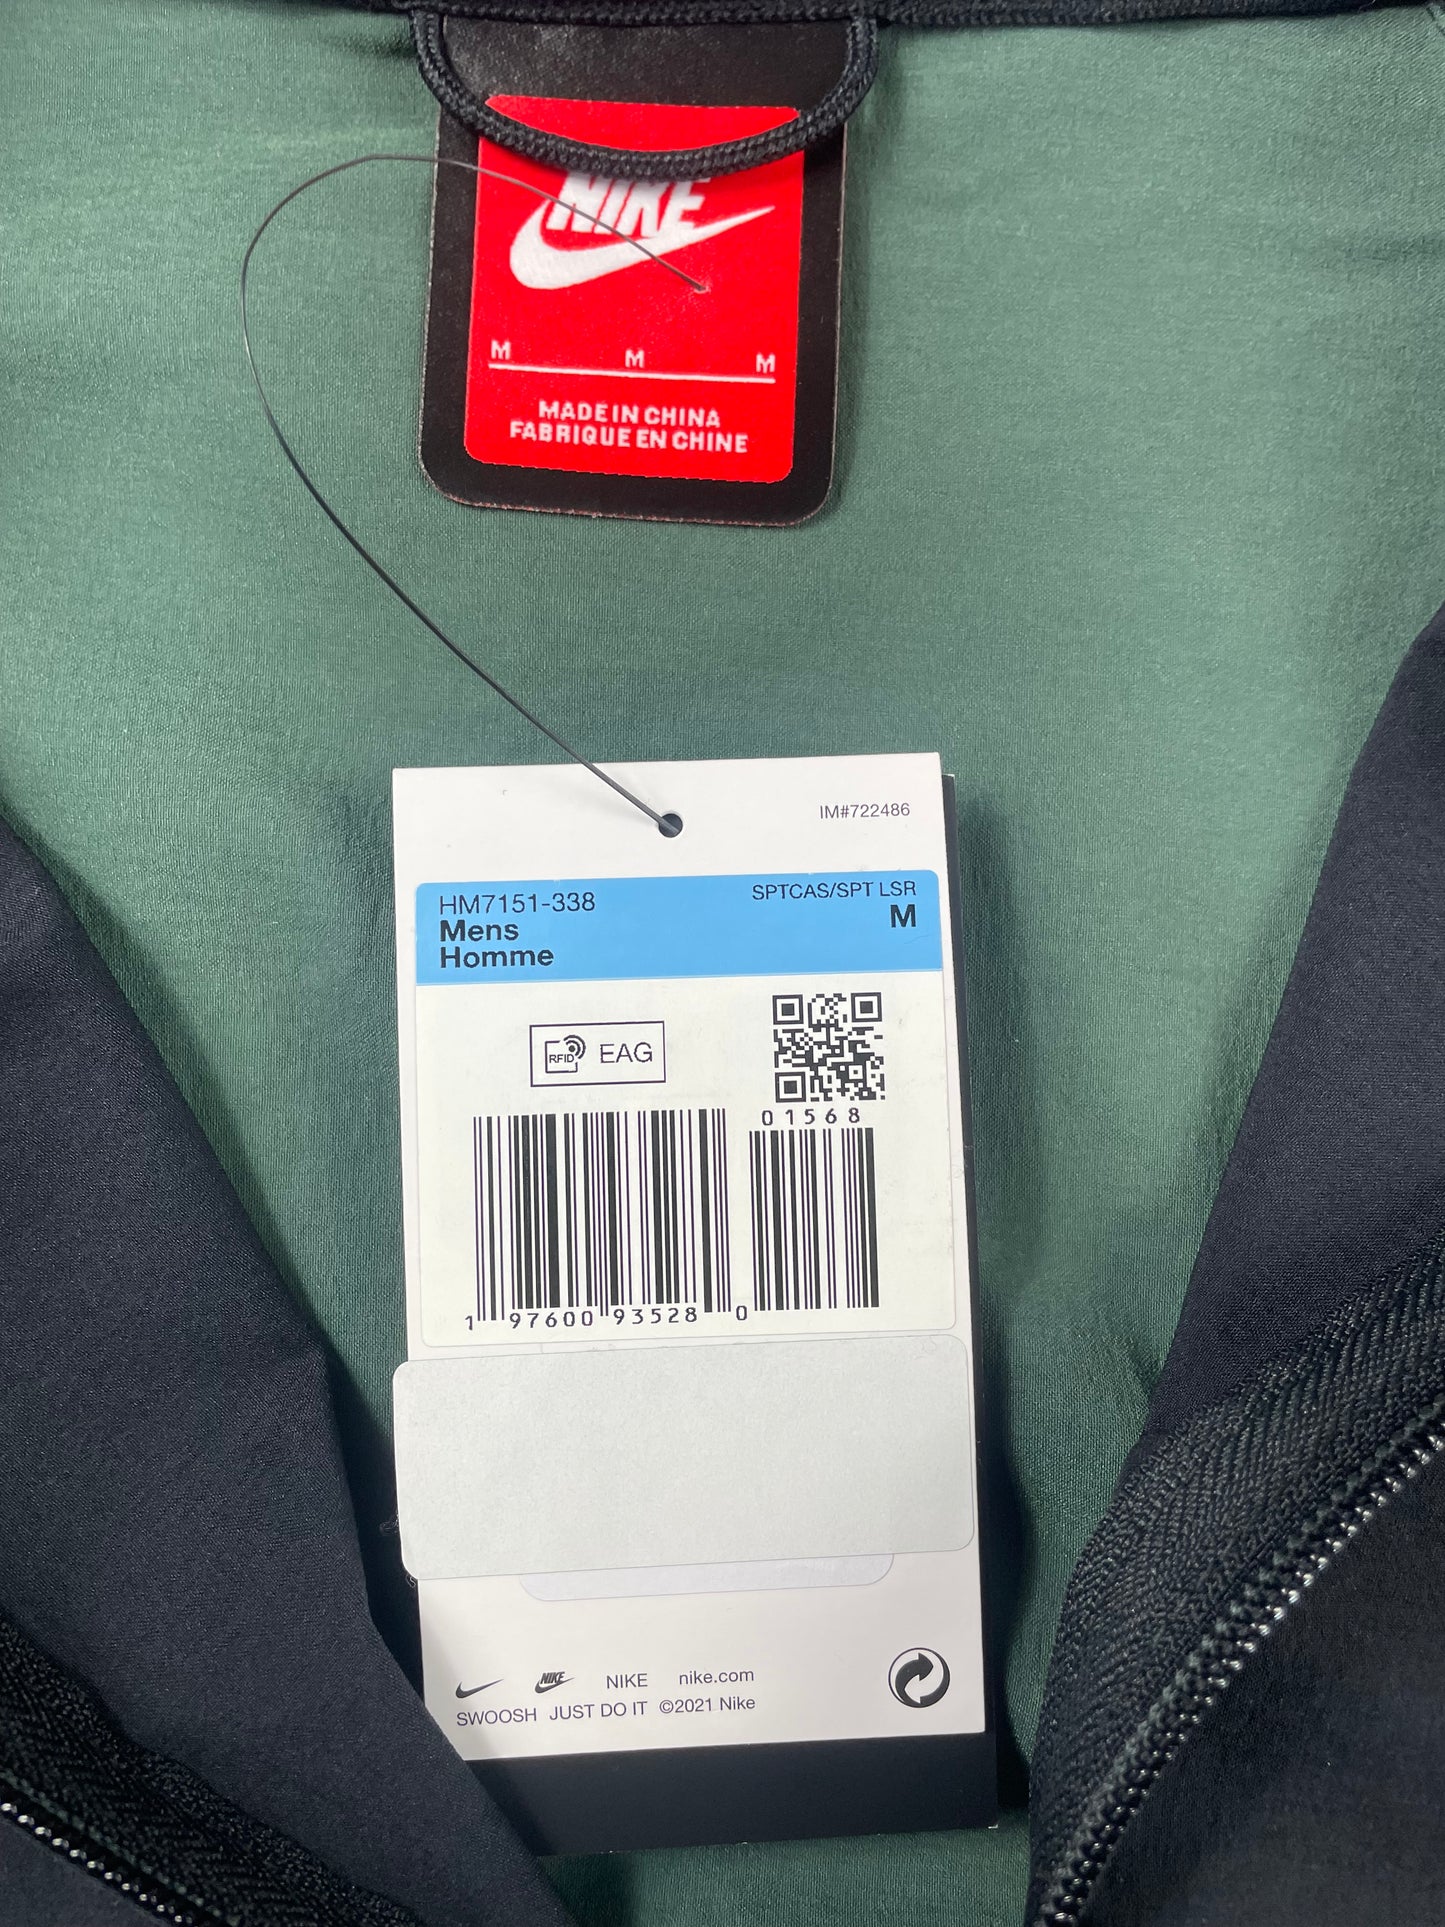 NIKE
M M M
MADE IN CHINA
FABRIQUE EN CHINE
IM#722486
HM7151-338 SPTCAS/SPT LSR
Mens M
Homme
RFID EAG
01568
1 97600 93528 0
NIKE NIKE nike.com
SWOOSH JUST DO IT ©2021 Nike